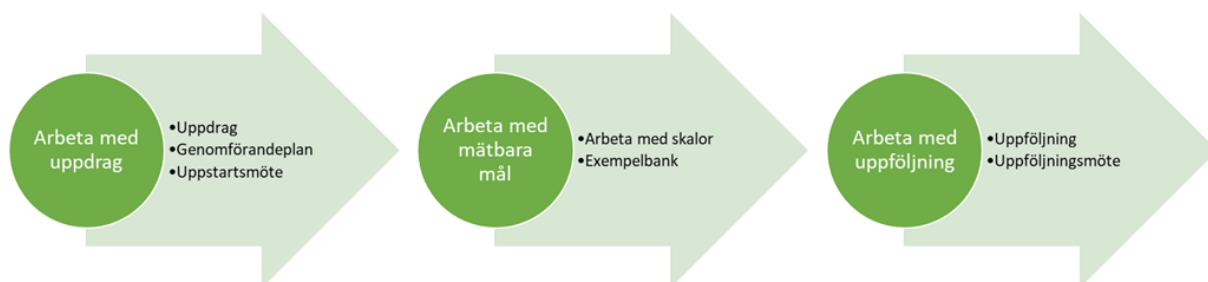 Arbeta med
uppdrag
•Uppdrag
•Genomförandeplan
•Uppstartsmöte
Arbeta med
mätbara
mål
•Arbeta med skalor
•Exempelbank
Arbeta med
uppföljning
•Uppföljning
•Uppföljningsmöte